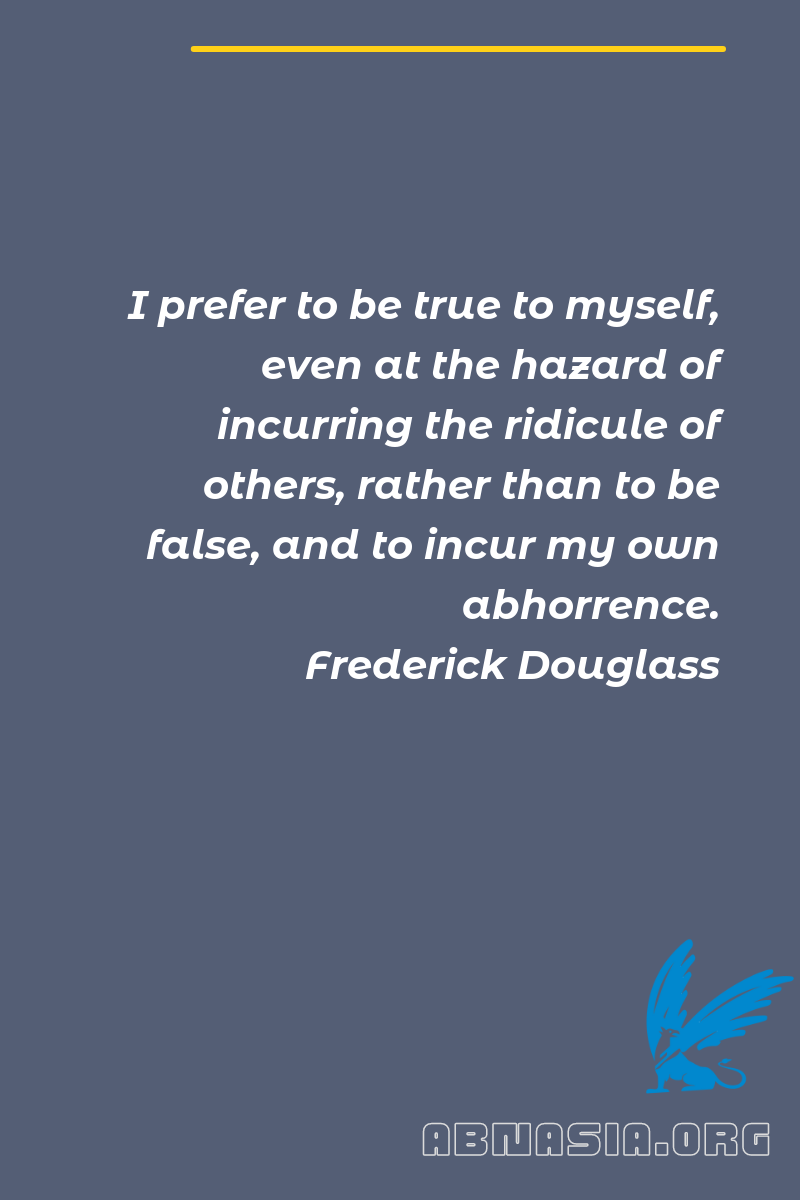 I prefer to be true to myself,
even at the hazard of
incurring the ridicule of
others, rather than to be
false, and to incur my own
abhorrence.
Frederick Douglass
ABNASIA.ORG